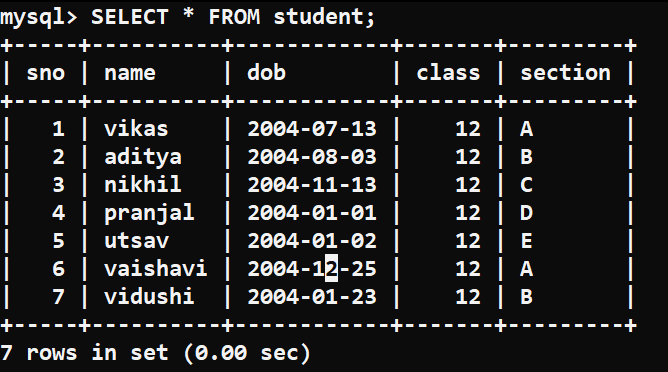 mysql> SELECT * FROM student;
+-----+----------+------------+-------+---------+
| sno | name     | dob        | class | section |
+-----+----------+------------+-------+---------+
|   1 | vikas    | 2004-07-13 |    12 | A       |
|   2 | aditya   | 2004-08-03 |    12 | B       |
|   3 | nikhil   | 2004-11-13 |    12 | C       |
|   4 | pranjal  | 2004-01-01 |    12 | D       |
|   5 | utsav    | 2004-01-02 |    12 | E       |
|   6 | vaishavi | 2004-12-25 |    12 | A       |
|   7 | vidushi  | 2004-01-23 |    12 | B       |
+-----+----------+------------+-------+---------+
7 rows in set (0.00 sec)